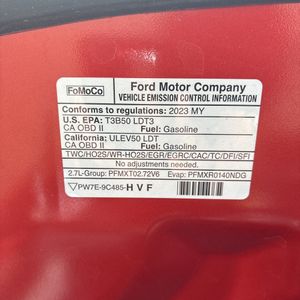 FoMoCo
Ford Motor Company
VEHICLE EMISSION CONTROL INFORMATION
Conforms to regulations: 2023 MY
U.S. EPA: T3B50 LDT3
CA OBD II Fuel: Gasoline
California: ULEV50 LDT
CA OBD II Fuel: Gasoline
TWC/HO2S/WR-HO2S/EGR/EGRC/CAC/TC/DFI/SFI
No adjustments needed.
2.7L-Group: PFMXT02.72V6 Evap: PFMXR0140NDG
PW7E-9C485-H V F